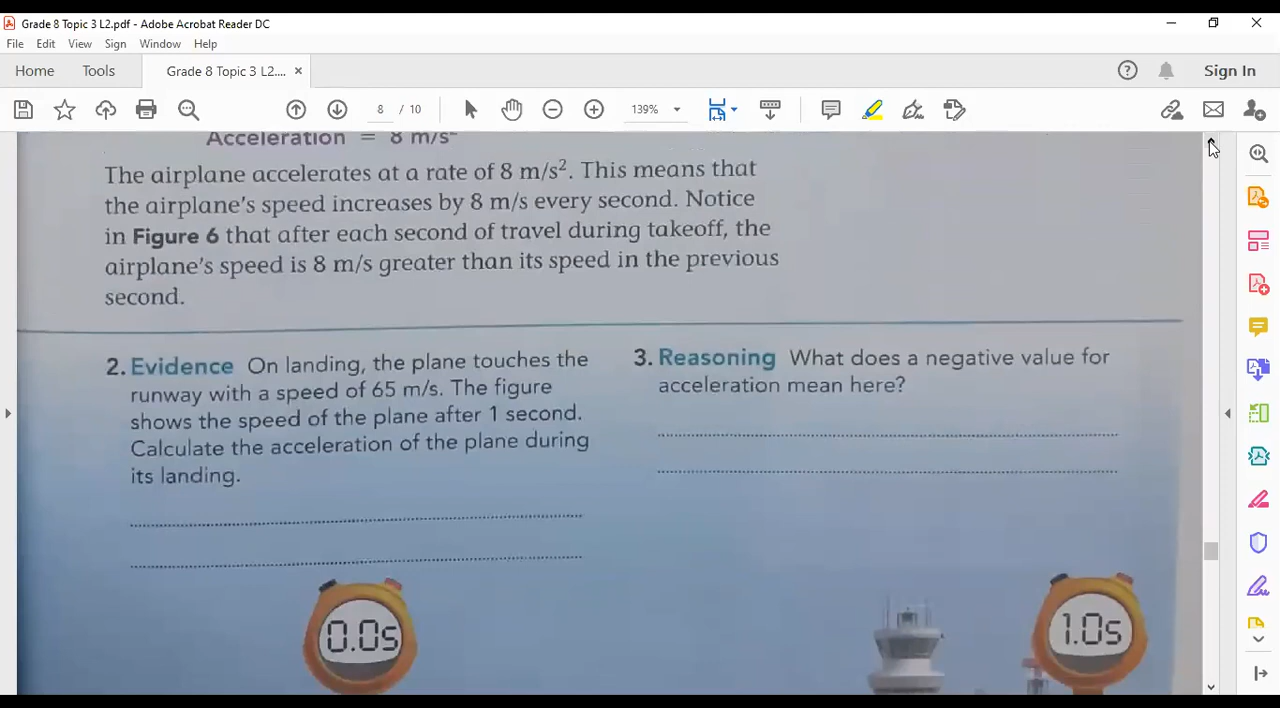 Grade 8 Topic 3 L2.pdf - Adobe Acrobat Reader DC
File Edit View Sign Window Help
Home Tools Grade 8 Topic 3 L2.... × Sign In
8 / 10 139%
Acceleration = 8 m/s²
The airplane accelerates at a rate of 8 m/s². This means that
the airplane's speed increases by 8 m/s every second. Notice
in Figure 6 that after each second of travel during takeoff, the
airplane's speed is 8 m/s greater than its speed in the previous
second.
2. Evidence On landing, the plane touches the
runway with a speed of 65 m/s. The figure
shows the speed of the plane after 1 second.
Calculate the acceleration of the plane during
its landing.
3. Reasoning What does a negative value for
acceleration mean here?
0.0s
1.0s